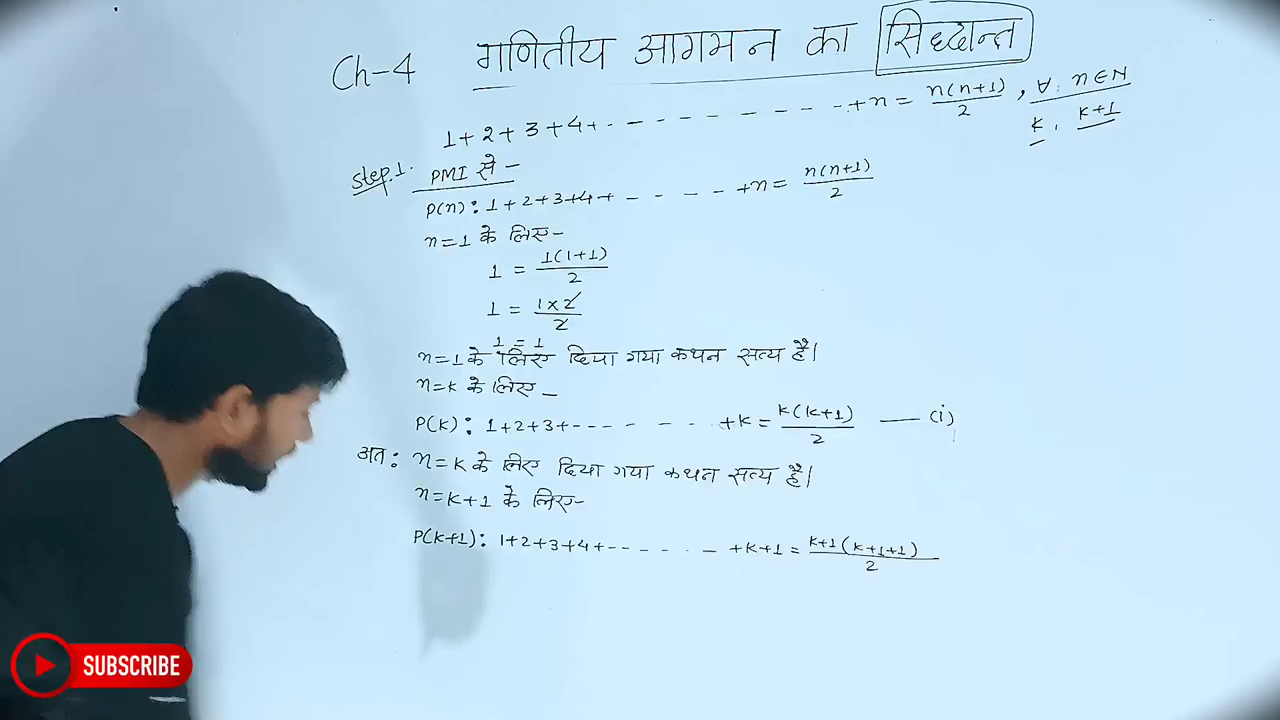 Ch-4 गणितीय आगमन का सिद्धान्त
1+2+3+4+- - - - - - - - - +n = n(n+1)/2, ∀: n∈N
k, k+1
step.1. PMI से -
P(n): 1+2+3+4+ - - - - - +n = n(n+1)/2
n=1 के लिए-
1 = 1(1+1)/2
1 = 1×2/2
1 = 1
n=1 के लिए दिया गया कथन सत्य है।
n=k के लिए-
P(k): 1+2+3+- - - - - - - +k = k(k+1)/2 — (i)
अत: n=k के लिए दिया गया कथन सत्य है।
n=k+1 के लिए-
P(k+1): 1+2+3+4+- - - - - - - +k+1 = k+1(k+1+1)/2
SUBSCRIBE